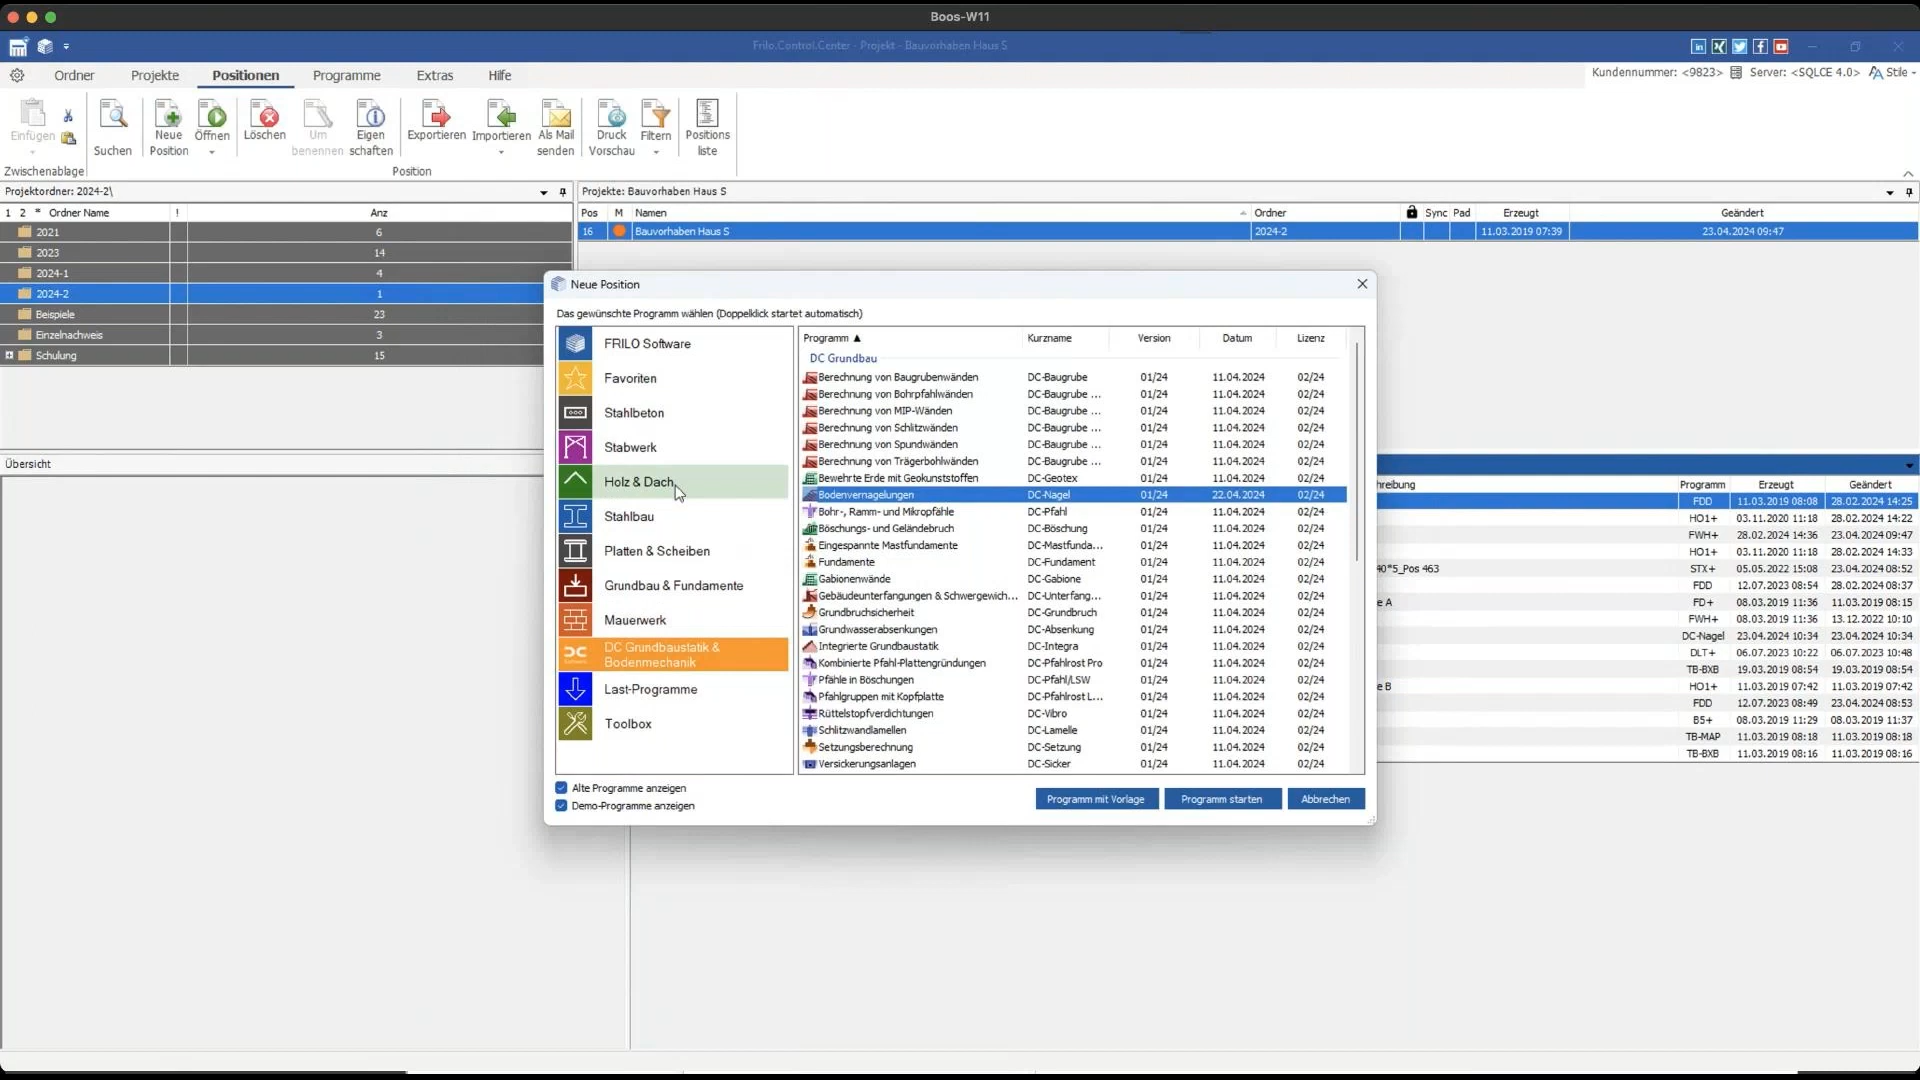 Boos-W11
Frilo.Control.Center - Projekt - Bauvorhaben Haus S
Ordner Projekte Positionen Programme Extras Hilfe
Kundennummer: <9823> Server: <SQLCE 4.0> Stile
Einfügen
Suchen
Neue Position
Öffnen
Löschen
Um benennen
Eigen schaften
Exportieren
Importieren
Als Mail senden
Druck Vorschau
Filtern
Positions liste
Zwischenablage
Position
Projektordner: 2024-2\
1 2 * Ordner Name ! Anz
2021 6
2023 14
2024-1 4
2024-2 1
Beispiele 23
Einzelnachweis 3
Schulung 15
Übersicht
Projekte: Bauvorhaben Haus S
Pos M Namen Ordner Sync Pad Erzeugt Geändert
16 Bauvorhaben Haus S 2024-2 11.03.2019 07:39 23.04.2024 09:47
Neue Position
Das gewünschte Programm wählen (Doppelklick startet automatisch)
FRILO Software
Favoriten
Stahlbeton
Stabwerk
Holz & Dach
Stahlbau
Platten & Scheiben
Grundbau & Fundamente
Mauerwerk
DC Grundbaustatik &
Bodenmechanik
Last-Programme
Toolbox
Programm Kurzname Version Datum Lizenz
DC Grundbau
Berechnung von Baugrubenwänden DC-Baugrube 01/24 11.04.2024 02/24
Berechnung von Bohrpfahlwänden DC-Baugrube ... 01/24 11.04.2024 02/24
Berechnung von MIP-Wänden DC-Baugrube ... 01/24 11.04.2024 02/24
Berechnung von Schlitzwänden DC-Baugrube ... 01/24 11.04.2024 02/24
Berechnung von Spundwänden DC-Baugrube ... 01/24 11.04.2024 02/24
Berechnung von Trägerbohlwänden DC-Baugrube ... 01/24 11.04.2024 02/24
Bewehrte Erde mit Geokunststoffen DC-Geotex 01/24 11.04.2024 02/24
Bodenvernagelungen DC-Nagel 01/24 22.04.2024 02/24
Bohr-, Ramm- und Mikropfähle DC-Pfahl 01/24 11.04.2024 02/24
Böschungs- und Geländebruch DC-Böschung 01/24 11.04.2024 02/24
Eingespannte Mastfundamente DC-Mastfunda... 01/24 11.04.2024 02/24
Fundamente DC-Fundament 01/24 11.04.2024 02/24
Gabionenwände DC-Gabione 01/24 11.04.2024 02/24
Gebäudeunterfangungen & Schwergewich... DC-Unterfang... 01/24 11.04.2024 02/24
Grundbruchsicherheit DC-Grundbruch 01/24 11.04.2024 02/24
Grundwasserabsenkungen DC-Absenkung 01/24 11.04.2024 02/24
Integrierte Grundbaustatik DC-Integra 01/24 11.04.2024 02/24
Kombinierte Pfahl-Plattengründungen DC-Pfahlrost Pro 01/24 11.04.2024 02/24
Pfähle in Böschungen DC-Pfahl/LSW 01/24 11.04.2024 02/24
Pfahlgruppen mit Kopfplatte DC-Pfahlrost L... 01/24 11.04.2024 02/24
Rüttelstopfverdichtungen DC-Vibro 01/24 11.04.2024 02/24
Schlitzwandlamellen DC-Lamelle 01/24 11.04.2024 02/24
Setzungsberechnung DC-Setzung 01/24 11.04.2024 02/24
Versickerungsanlagen DC-Sicker 01/24 11.04.2024 02/24
Alte Programme anzeigen
Demo-Programme anzeigen
Programm mit Vorlage Programm starten Abbrechen
hreibung Programm Erzeugt Geändert
FDD 11.03.2019 08:08 28.02.2024 14:25
HO1+ 03.11.2020 11:18 28.02.2024 14:22
FWH+ 28.02.2024 14:36 23.04.2024 09:47
HO1+ 03.11.2020 11:18 28.02.2024 14:33
40*5_Pos 463 STX+ 05.05.2022 15:08 23.04.2024 08:52
FDD 12.07.2023 08:54 28.02.2024 08:37
e A FD+ 08.03.2019 11:36 11.03.2019 08:15
FWH+ 08.03.2019 11:36 13.12.2022 10:10
DC-Nagel 23.04.2024 10:34 23.04.2024 10:34
DLT+ 06.07.2023 10:22 06.07.2023 10:48
TB-BXB 19.03.2019 08:54 19.03.2019 08:54
e B HO1+ 11.03.2019 07:42 11.03.2019 07:42
FDD 12.07.2023 08:49 23.04.2024 08:53
B5+ 08.03.2019 11:29 08.03.2019 11:37
TB-MAP 11.03.2019 08:18 11.03.2019 08:18
TB-BXB 11.03.2019 08:16 11.03.2019 08:16